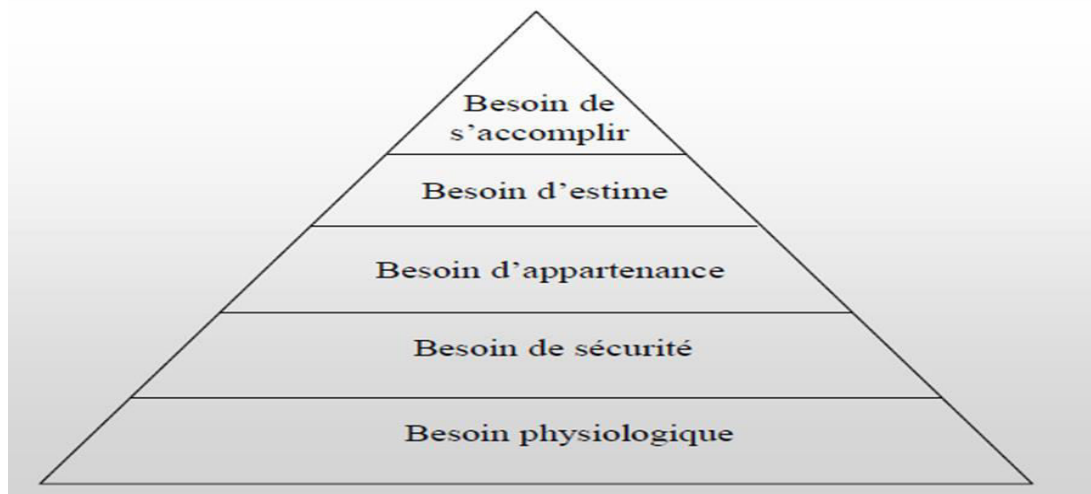 Besoin de
s’accomplir
Besoin d’estime
Besoin d’appartenance
Besoin de sécurité
Besoin physiologique